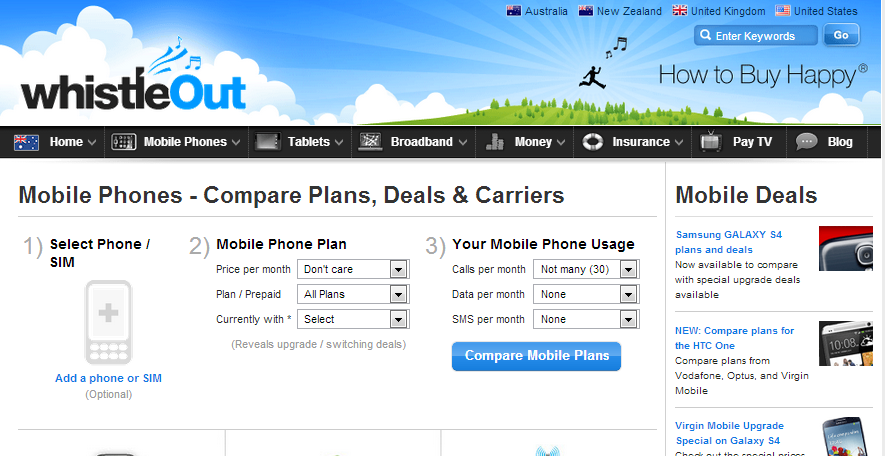 Australia New Zealand United Kingdom United States
Enter Keywords Go
whistleOut
How to Buy Happy®
Home Mobile Phones Tablets Broadband Money Insurance Pay TV Blog
Mobile Phones - Compare Plans, Deals & Carriers
1) Select Phone /
SIM
Add a phone or SIM
(Optional)
2) Mobile Phone Plan
Price per month Don't care
Plan / Prepaid All Plans
Currently with * Select
(Reveals upgrade / switching deals)
3) Your Mobile Phone Usage
Calls per month Not many (30)
Data per month None
SMS per month None
Compare Mobile Plans
Mobile Deals
Samsung GALAXY S4
plans and deals
Now available to compare
with special upgrade deals
available
NEW: Compare plans for
the HTC One
Compare plans from
Vodafone, Optus, and Virgin
Mobile
Virgin Mobile Upgrade
Special on Galaxy S4
Check out the special prices